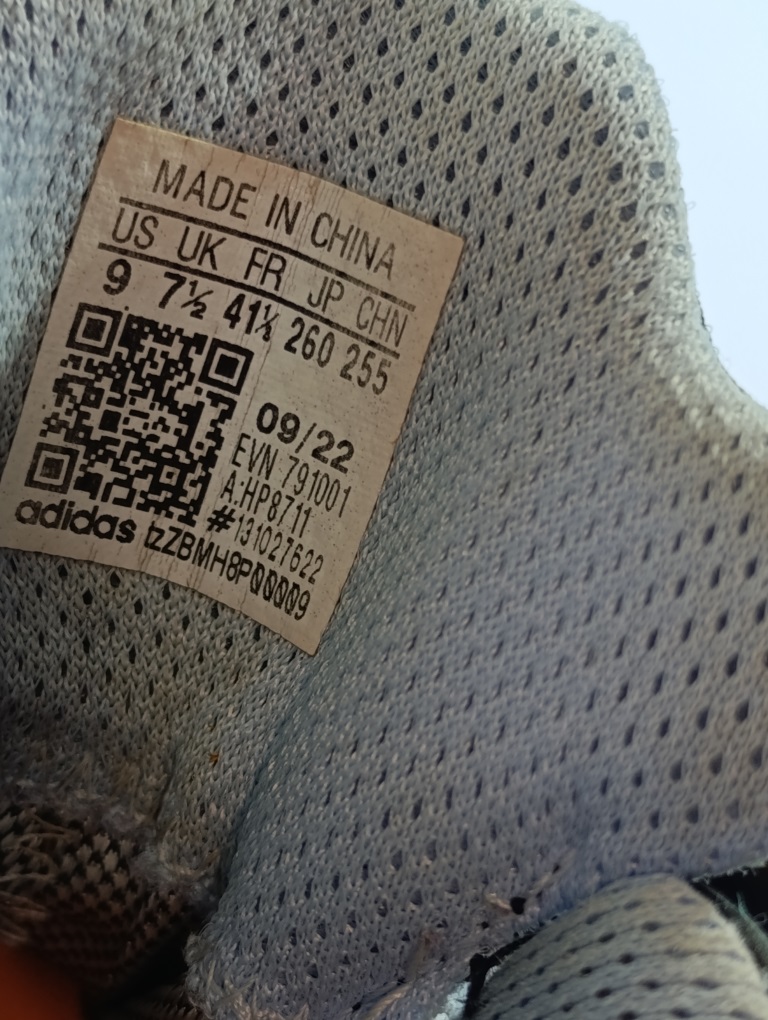 MADE IN CHINA
US UK FR JP CHN
9 7½ 41⅓ 260 255
09/22
EVN 791001
A:HP8711
#131027622
adidas tzZBMH8P00009